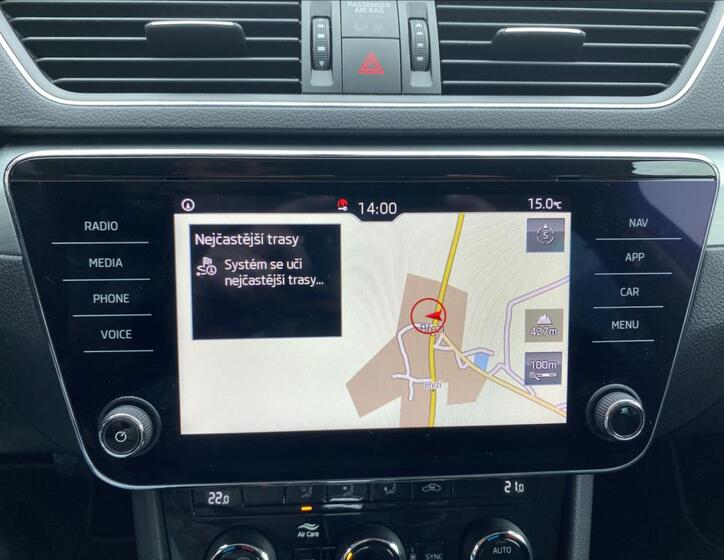 PASSENGER
AIR BAG
14:00
15.0°C
RADIO
MEDIA
PHONE
VOICE
Nejčastější trasy
Systém se učí
nejčastější trasy...
S
427m
100m
Březí
Březí
NAV
APP
CAR
MENU
22.0
21.0
Air Care
SYNC
AUTO